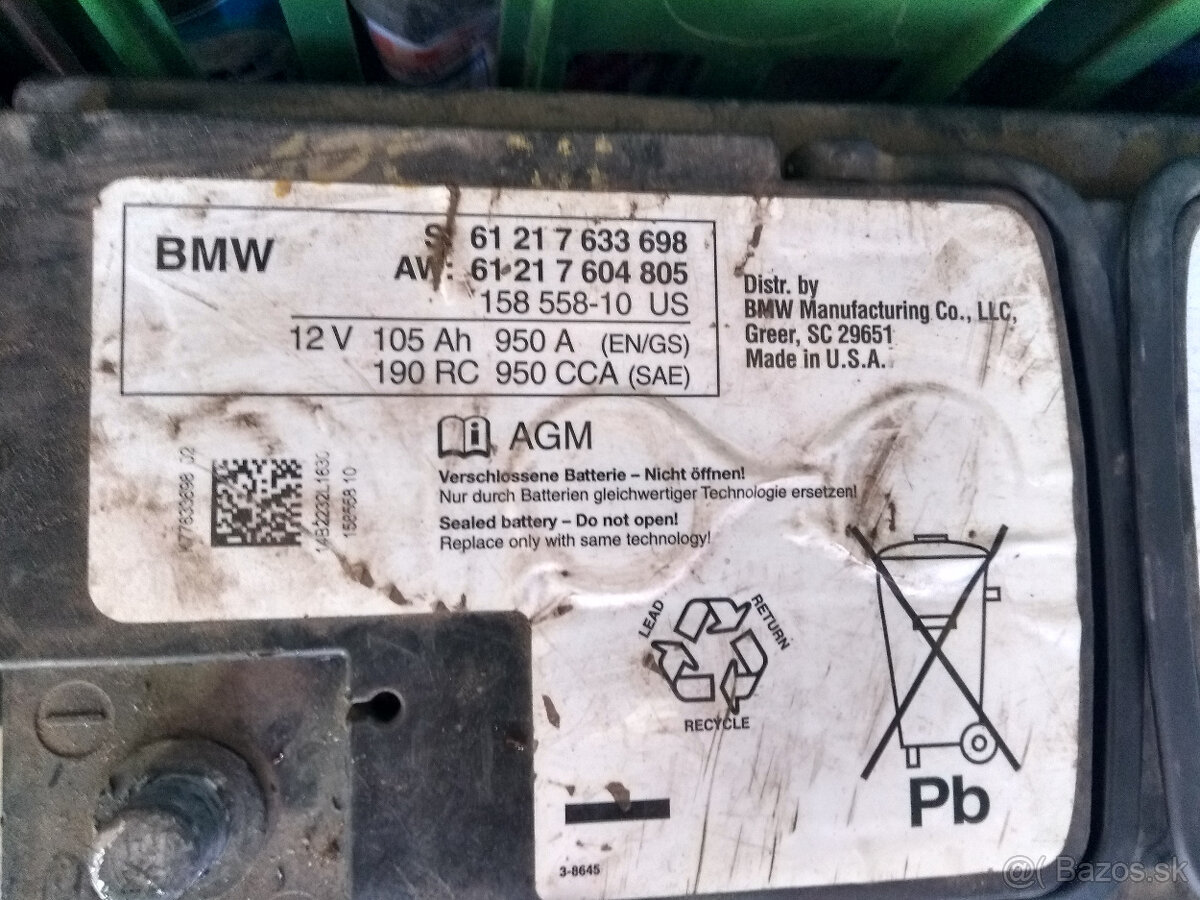 BMW
61 21 7 633 698
AW: 61 21 7 604 805
158 558-10 US
12 V 105 Ah 950 A (EN/GS)
190 RC 950 CCA (SAE)
Distr. by
BMW Manufacturing Co., LLC,
Greer, SC 29651
Made in U.S.A.
AGM
Verschlossene Batterie – Nicht öffnen!
Nur durch Batterien gleichwertiger Technologie ersetzen!
Sealed battery – Do not open!
Replace only with same technology!
158558 10
LEAD
RETURN
RECYCLE
Pb
3-8645
@( Bazos.sk